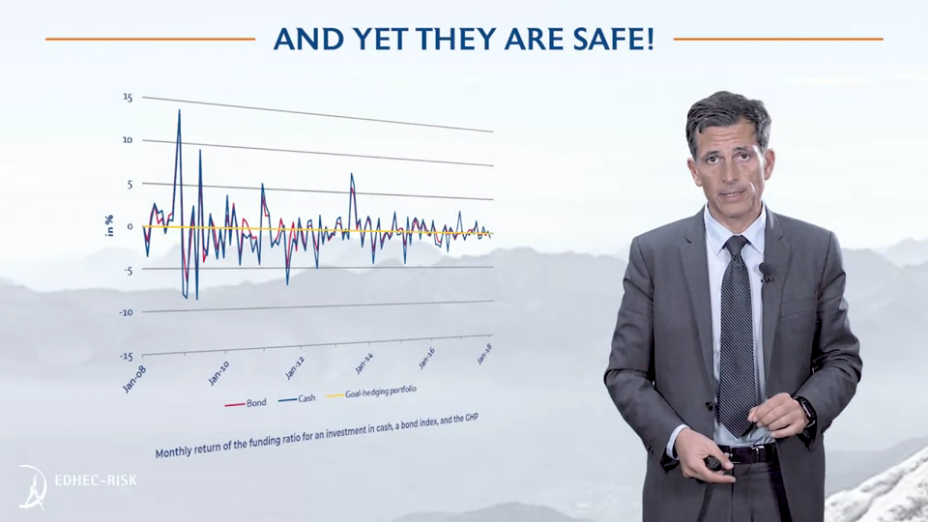 AND YET THEY ARE SAFE!
15
10
5
0
-5
-10
-15
in %
Jan-08
Jan-10
Jan-12
Jan-14
Jan-16
Jan-18
Bond
Cash
Goal-hedging portfolio
Monthly return of the funding ratio for an investment in cash, a bond index, and the GHP
EDHEC-RISK